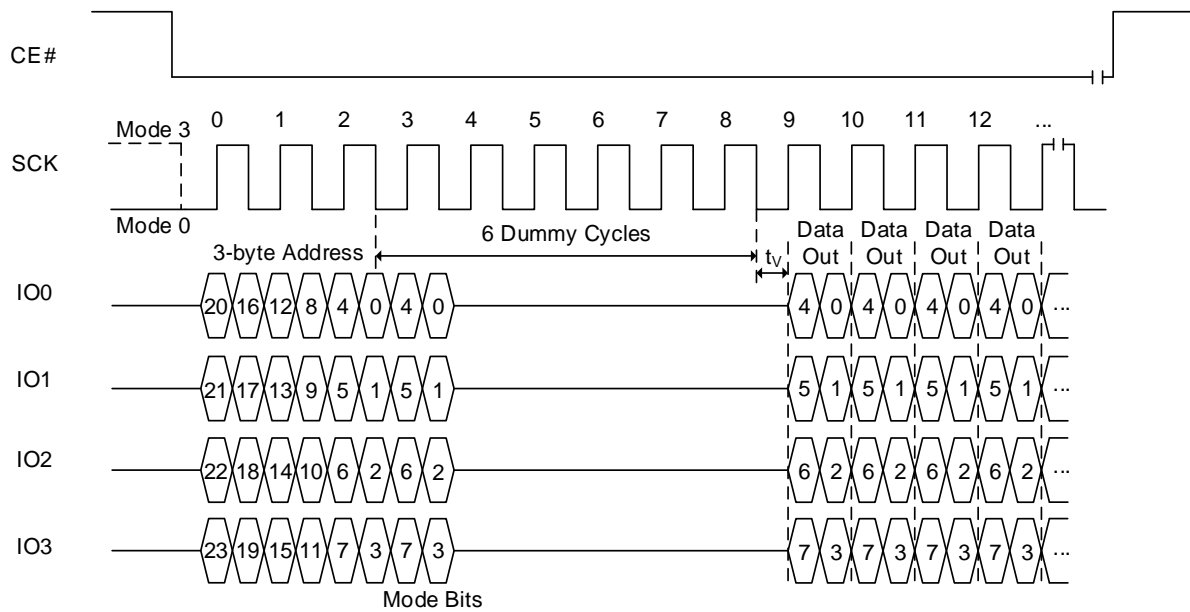 CE#
Mode 3 0 1 2 3 4 5 6 7 8 9 10 11 12 ...
SCK
Mode 0
3-byte Address 6 Dummy Cycles tV Data Out Data Out Data Out Data Out
IO0 20 16 12 8 4 0 4 0 4 0 4 0 4 0 4 0 ...
IO1 21 17 13 9 5 1 5 1 5 1 5 1 5 1 5 1 ...
IO2 22 18 14 10 6 2 6 2 6 2 6 2 6 2 6 2 ...
IO3 23 19 15 11 7 3 7 3 7 3 7 3 7 3 7 3 ...
Mode Bits